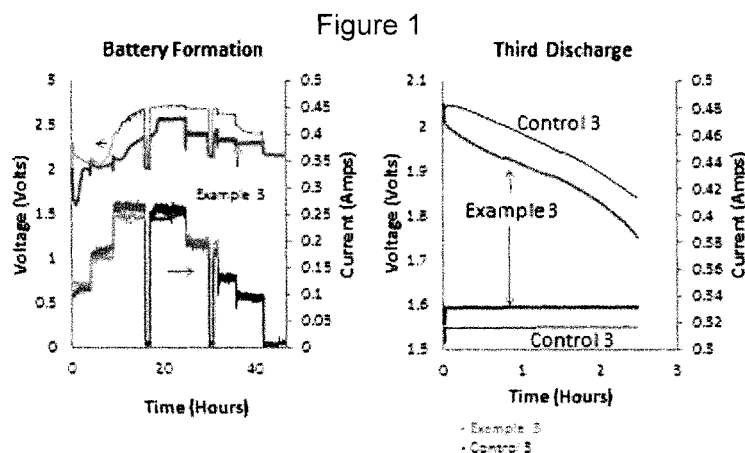 Figure 1
Battery Formation
3
2.5
2
1.5
1
0.5
0
Voltage (Volts)
0.5
0.45
0.4
0.35
0.3
0.25
0.2
0.15
0.1
0.05
0
Current (Amps)
Example 3
0
20
40
Time (Hours)
Third Discharge
2.1
2
1.9
1.8
1.7
1.6
1.5
Voltage (Volts)
0.5
0.48
0.46
0.44
0.42
0.4
0.38
0.36
0.34
0.32
0.3
Current (Amps)
Control 3
Example 3
Control 3
0
1
2
3
Time (Hours)
Example 3
Control 3